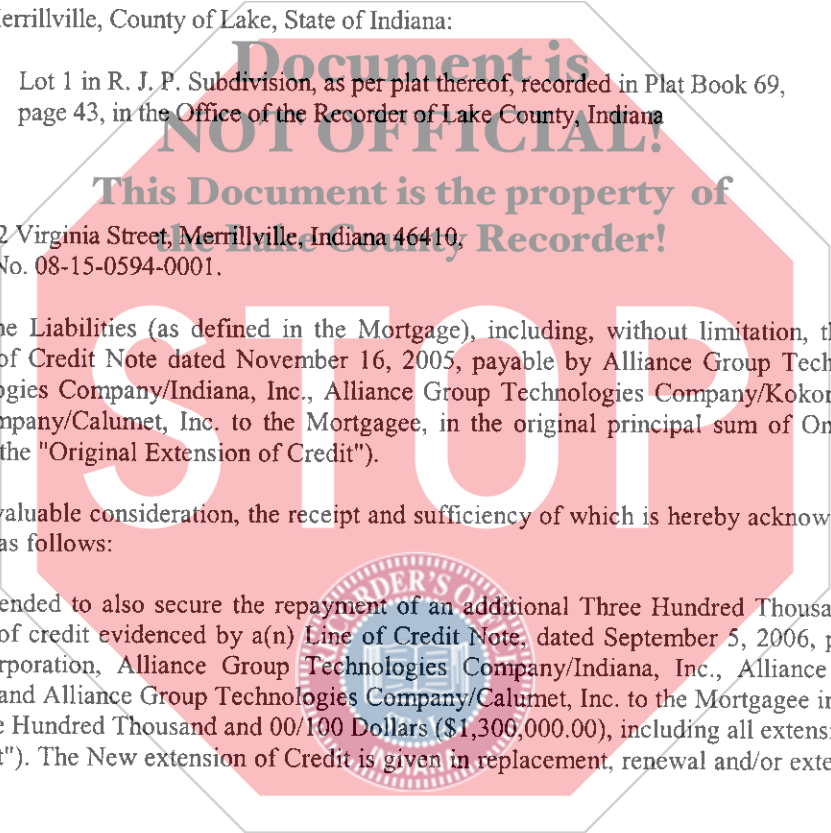 errillville, County of Lake, State of Indiana:
Document is
Lot 1 in R. J. P. Subdivision, as per plat thereof, recorded in Plat Book 69,
page 43, in the Office of the Recorder of Lake County, Indiana
NOT OFFICIAL!
This Document is the property of
2 Virginia Street, Merrillville, Indiana 46410,
the Lake County Recorder!
No. 08-15-0594-0001.
STOP
e Liabilities (as defined in the Mortgage), including, without limitation, th
of Credit Note dated November 16, 2005, payable by Alliance Group Tech
ogies Company/Indiana, Inc., Alliance Group Technologies Company/Kokor
mpany/Calumet, Inc. to the Mortgagee, in the original principal sum of On
the "Original Extension of Credit").
valuable consideration, the receipt and sufficiency of which is hereby acknow
as follows:
RECORDER'S OFFICE
ended to also secure the repayment of an additional Three Hundred Thousa
of credit evidenced by a(n) Line of Credit Note, dated September 5, 2006, p
rporation, Alliance Group Technologies Company/Indiana, Inc., Alliance
and Alliance Group Technologies Company/Calumet, Inc. to the Mortgagee in
e Hundred Thousand and 00/100 Dollars ($1,300,000.00), including all extensi
t"). The New extension of Credit is given in replacement, renewal and/or exte
SEAL
INDIANA